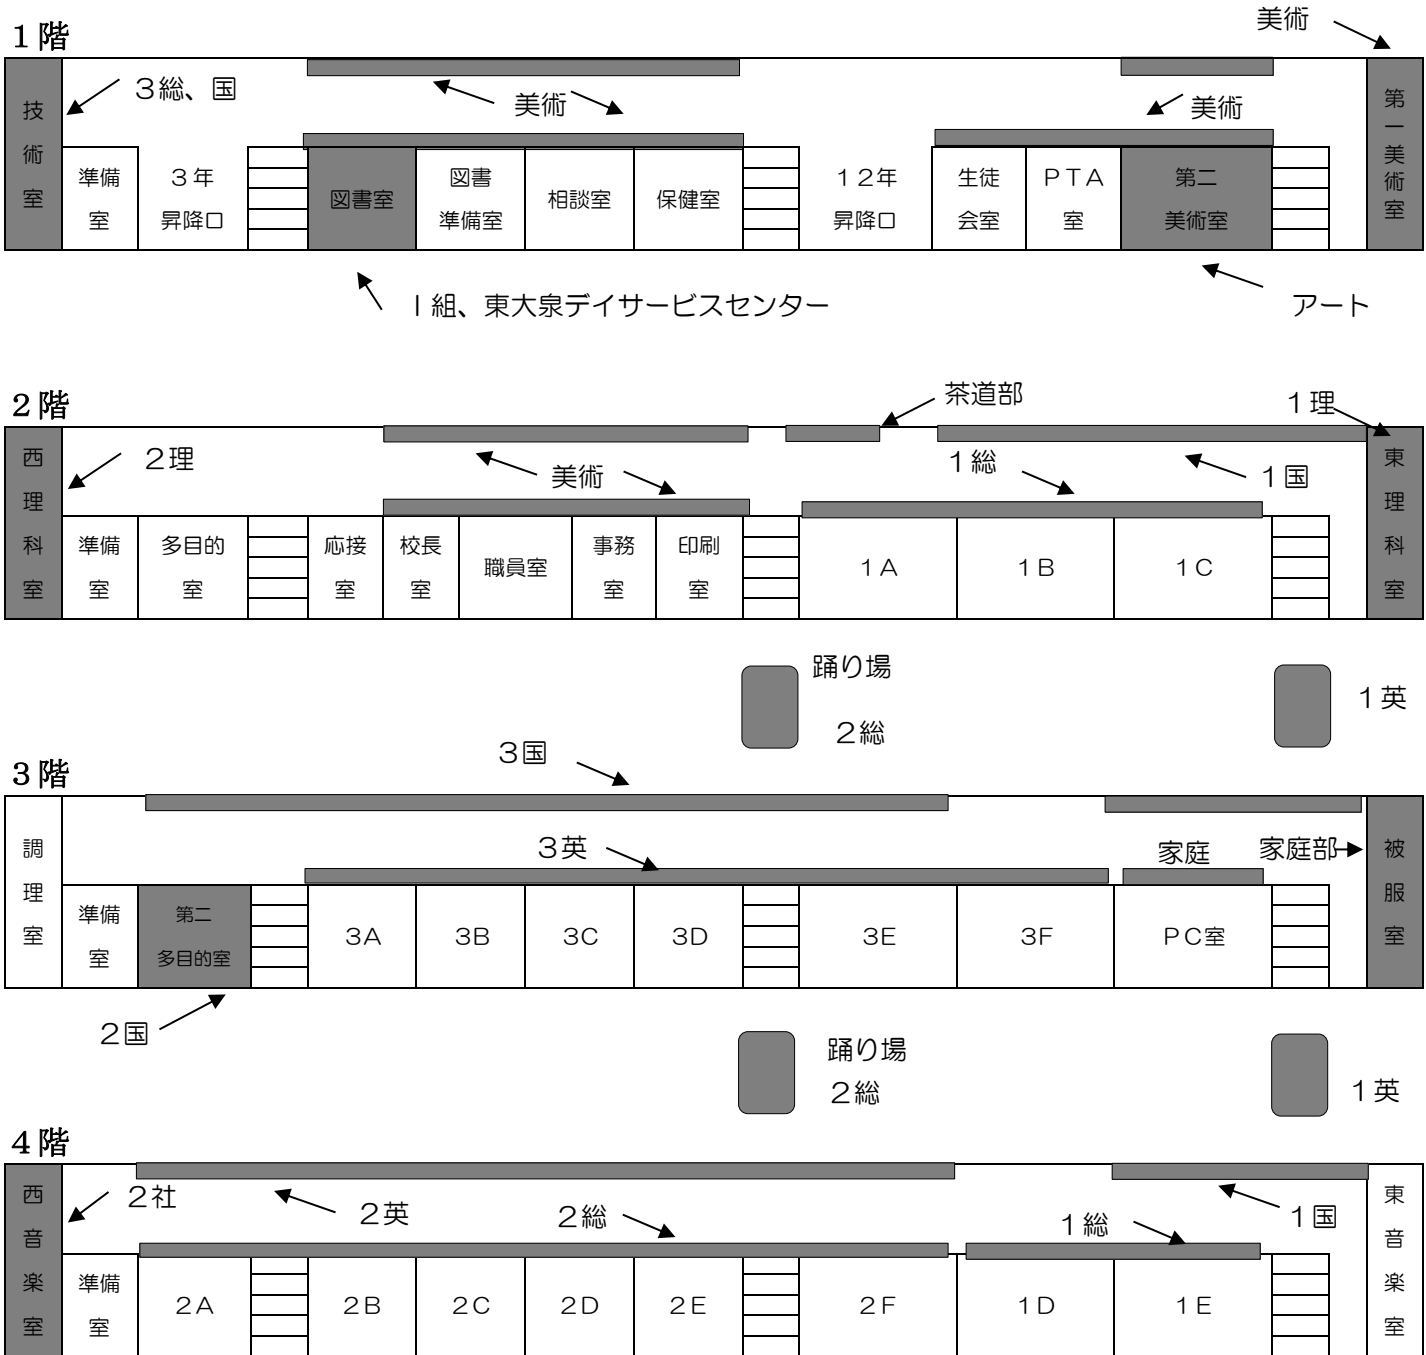 美術
１階
３総、国
美術
美術
技術室
準備室
３年昇降口
図書室
図書準備室
相談室
保健室
１２年昇降口
生徒会室
ＰＴＡ室
第二美術室
第一美術室
Ｉ組、東大泉デイサービスセンター
アート
２階
茶道部
１理
２理
美術
１総
１国
西理科室
準備室
多目的室
応接室
校長室
職員室
事務室
印刷室
１Ａ
１Ｂ
１Ｃ
東理科室
踊り場
２総
１英
３階
３国
３英
家庭
家庭部
調理室
準備室
第二多目的室
３Ａ
３Ｂ
３Ｃ
３Ｄ
３Ｅ
３Ｆ
ＰＣ室
被服室
２国
踊り場
２総
１英
４階
２社
２英
２総
１総
１国
西音楽室
準備室
２Ａ
２Ｂ
２Ｃ
２Ｄ
２Ｅ
２Ｆ
１Ｄ
１Ｅ
東音楽室